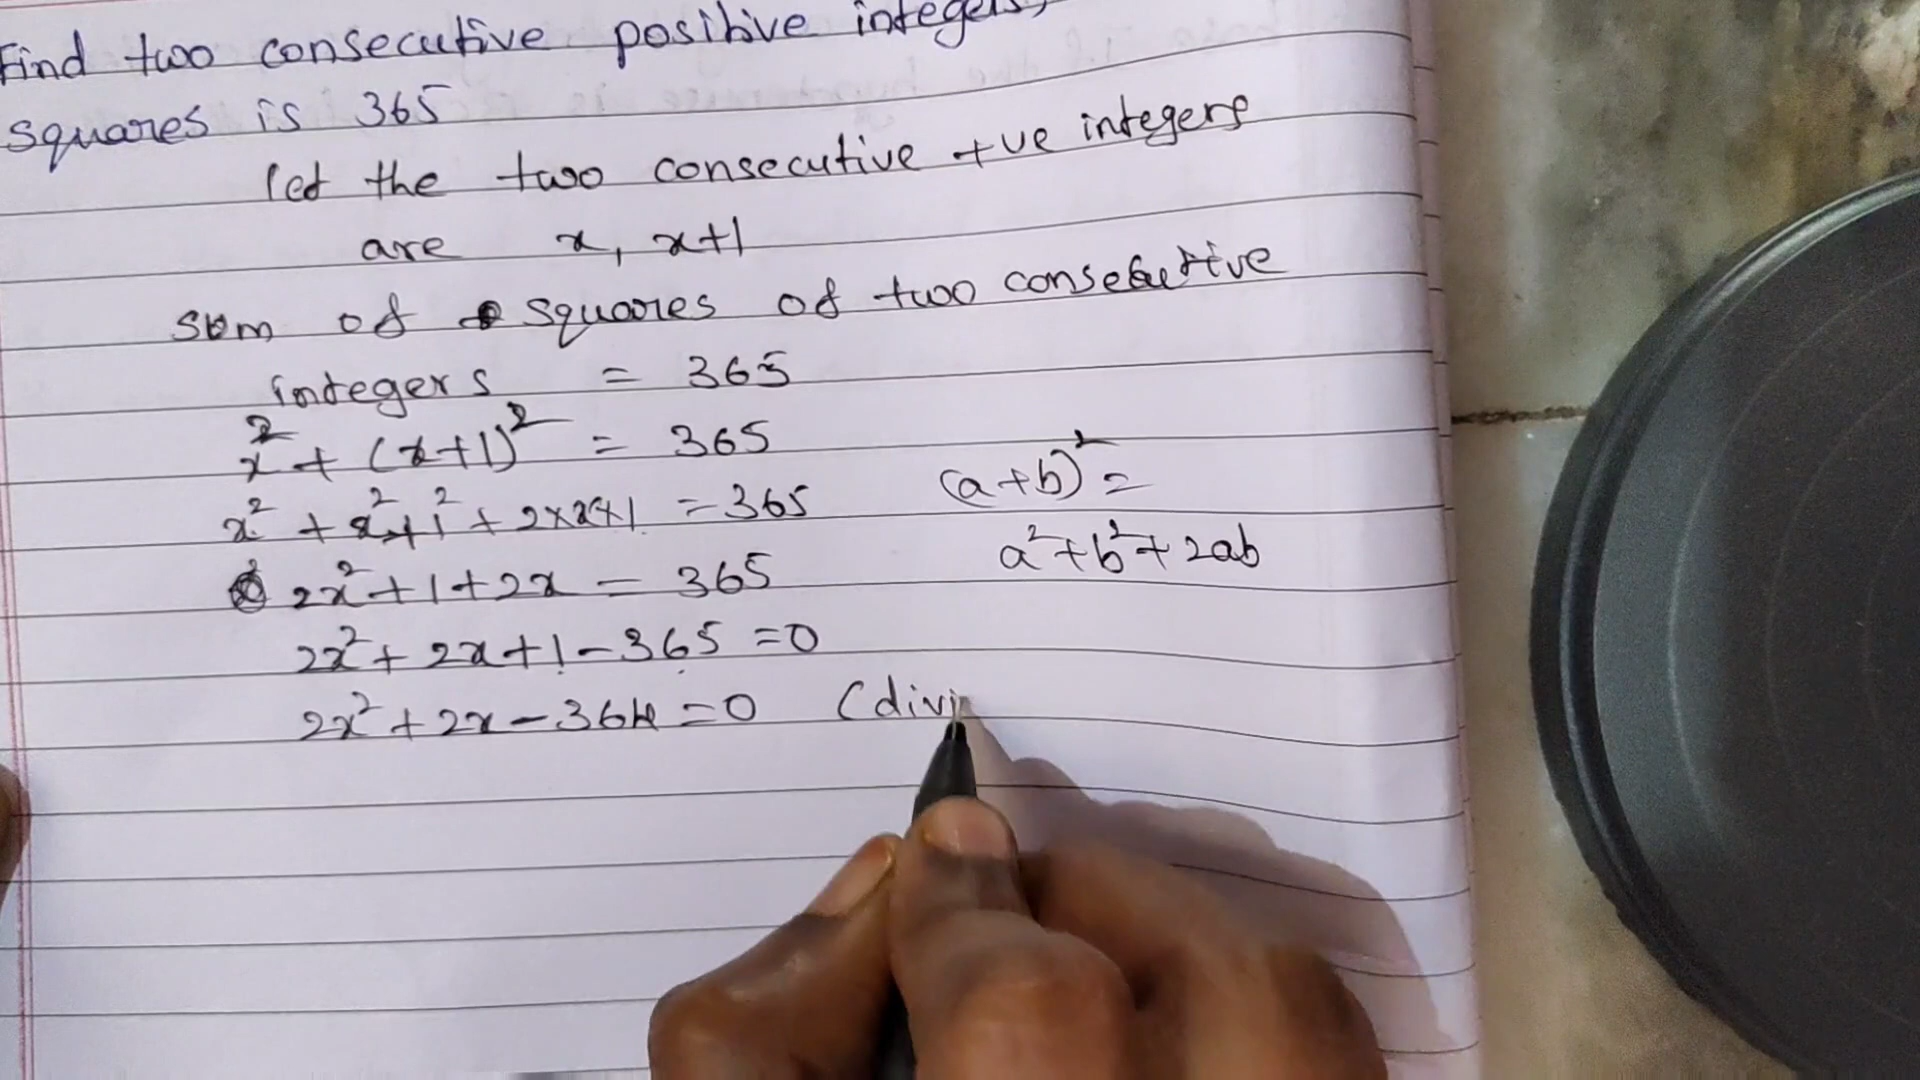 Find two consecutive positive integers,
squares is 365
let the two consecutive +ve integers
are x, x+1
sum of squares of two consecutive
integers = 365
x² + (x+1)² = 365
x² + x²+1² + 2×x×1 = 365
(a+b)² =
a²+b²+2ab
2x²+1+2x = 365
2x²+2x+1-365 =0
2x²+2x-364=0 (divi